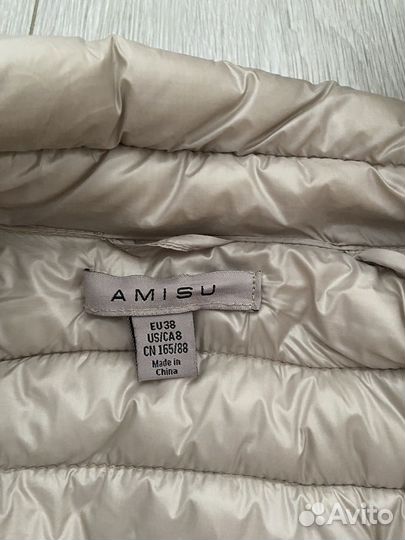 AMISU
EU38
US/CA8
CN 165/88
Made in
China
Avito